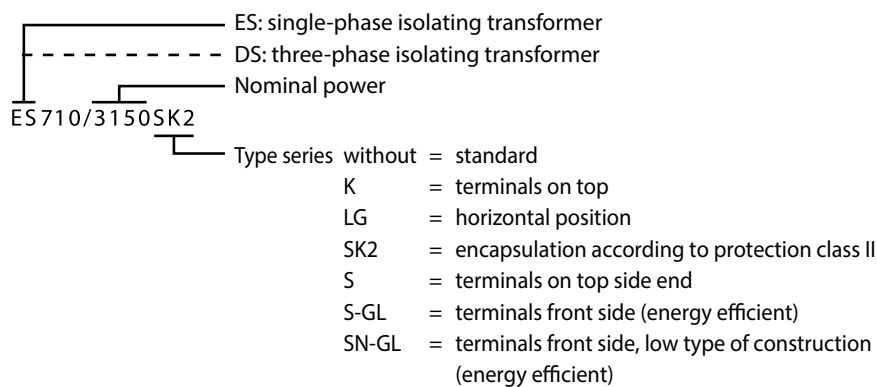 ES: single-phase isolating transformer
DS: three-phase isolating transformer
Nominal power
ES710/3150SK2
Type series without = standard
K = terminals on top
LG = horizontal position
SK2 = encapsulation according to protection class II
S = terminals on top side end
S-GL = terminals front side (energy efficient)
SN-GL = terminals front side, low type of construction
(energy efficient)